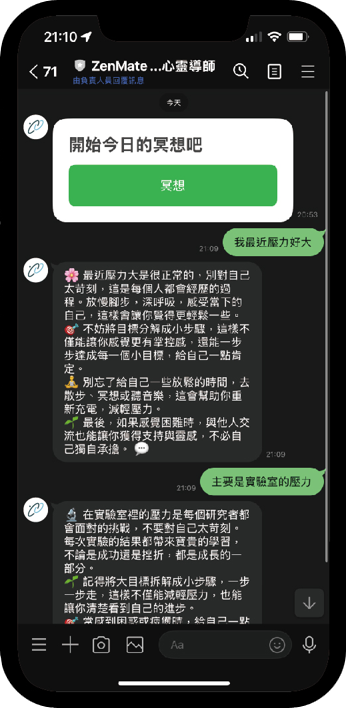 21:10
71
ZenMate ...心靈導師
由負責人員回覆訊息
今天
開始今日的冥想吧
冥想
20:53
我最近壓力好大
21:09
🌸 最近壓力大是很正常的，別對自己
太苛刻，這是每個人都會經歷的過
程。放慢腳步，深呼吸，感受當下的
自己，這樣會讓你覺得更輕鬆一些。
🎯 不妨將目標分解成小步驟，這樣不
僅能讓你感覺更有掌控感，還能一步
步達成每一個小目標，給自己一點肯
定。
🧘 別忘了給自己一些放鬆的時間，去
散步、冥想或聽音樂，這會幫助你重
新充電，減輕壓力。
🌱 最後，如果感覺困難時，與他人交
流也能讓你獲得支持與靈感，不必自
己獨自承擔。💬
21:09
主要是實驗室的壓力
21:09
🔬 在實驗室裡的壓力是每個研究者都
會面對的挑戰，不要對自己太苛刻。
每次實驗的結果都帶來寶貴的學習，
不論是成功還是挫折，都是成長的一
部分。
🌱 記得將大目標拆解成小步驟，一步
一步走，這樣不僅能減輕壓力，也能
讓你清楚看到自己的進步。
🎯 當感到困惑或疲憊時，給自己一點
Aa